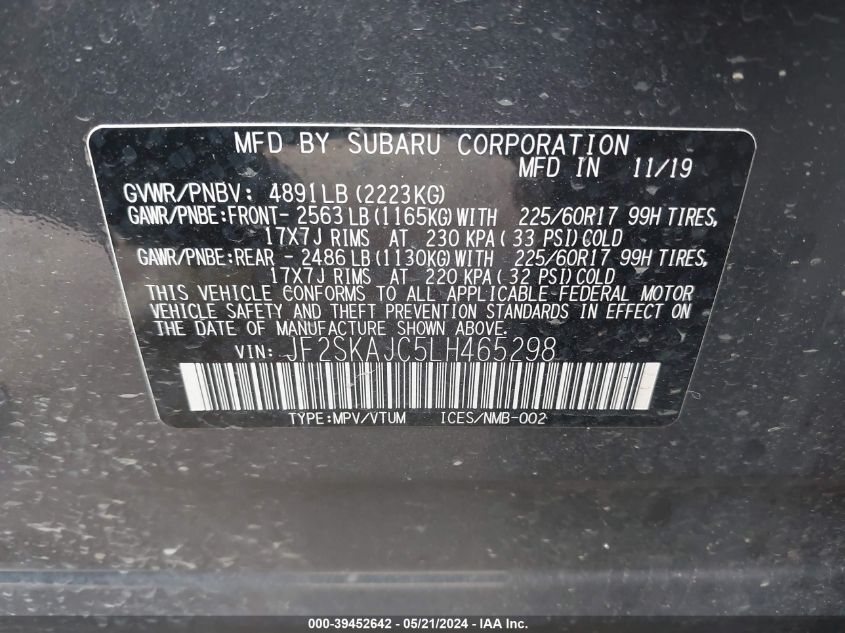 MFD BY SUBARU CORPORATION
MFD IN 11/19
GVWR/PNBV: 4891LB (2223KG)
GAWR/PNBE:FRONT- 2563 LB (1165KG) WITH 225/60R17 99H TIRES,
17X7J RIMS AT 230 KPA ( 33 PSI) COLD
GAWR/PNBE:REAR - 2486 LB (1130KG) WITH 225/60R17 99H TIRES,
17X7J RIMS AT 220 KPA ( 32 PSI) COLD
THIS VEHICLE CONFORMS TO ALL APPLICABLE FEDERAL MOTOR
VEHICLE SAFETY AND THEFT PREVENTION STANDARDS IN EFFECT ON
THE DATE OF MANUFACTURE SHOWN ABOVE.
VIN: JF2SKAJC5LH465298
TYPE:MPV/VTUM ICES/NMB-002
000-39452642 - 05/21/2024 - IAA Inc.